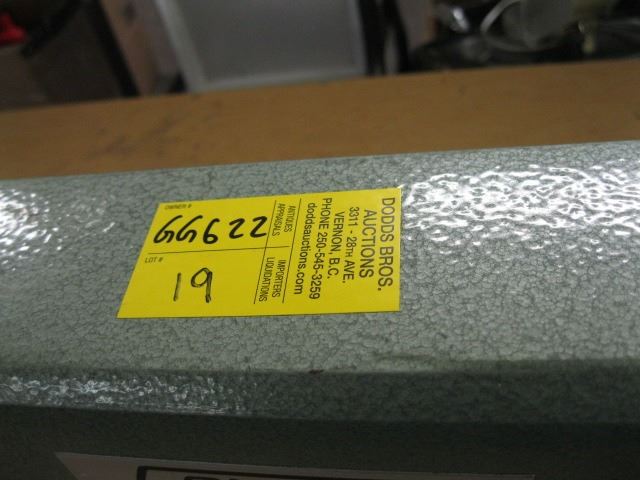 DODDS BROS.
AUCTIONS
3311 - 28TH AVE.
VERNON, B.C.
PHONE 250-545-3259
doddsauctions.com
ANTIQUES
APPRAISALS
IMPORTERS
LIQUIDATIONS
OWNER #
GG622
LOT #
19